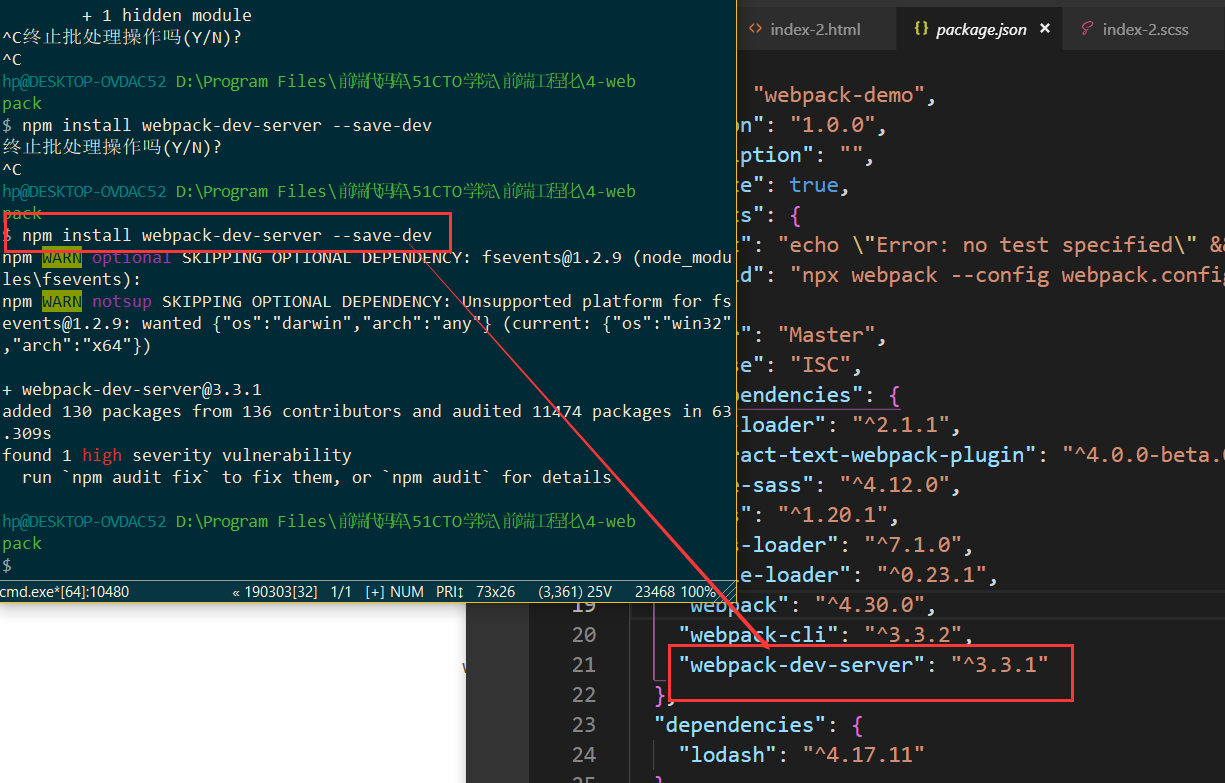 + 1 hidden module
^C终止批处理操作吗(Y/N)?
^C
hp@DESKTOP-OVDAC52 D:\Program Files\前端代码库\51CTO学院\前端工程化\4-web
pack
$ npm install webpack-dev-server --save-dev
终止批处理操作吗(Y/N)?
^C
hp@DESKTOP-OVDAC52 D:\Program Files\前端代码库\51CTO学院\前端工程化\4-web
pack
$ npm install webpack-dev-server --save-dev
npm WARN optional SKIPPING OPTIONAL DEPENDENCY: fsevents@1.2.9 (node_modu
les\fsevents):
npm WARN notsup SKIPPING OPTIONAL DEPENDENCY: Unsupported platform for fs
events@1.2.9: wanted {"os":"darwin","arch":"any"} (current: {"os":"win32"
,"arch":"x64"})
+ webpack-dev-server@3.3.1
added 130 packages from 136 contributors and audited 11474 packages in 63
.309s
found 1 high severity vulnerability
run `npm audit fix` to fix them, or `npm audit` for details
hp@DESKTOP-OVDAC52 D:\Program Files\前端代码库\51CTO学院\前端工程化\4-web
pack
$
cmd.exe*[64]:10480 « 190303[32] 1/1 [+] NUM PRI↕ 73x26 (3,361) 25V 23468 100%
<> index-2.html {} package.json × index-2.scss
"webpack-demo",
on": "1.0.0",
iption": "",
te": true,
ts": {
t": "echo \"Error: no test specified\" &&
ld": "npx webpack --config webpack.config
r": "Master",
se": "ISC",
endencies": {
loader": "^2.1.1",
ract-text-webpack-plugin": "^4.0.0-beta.0
e-sass": "^4.12.0",
s": "^1.20.1",
s-loader": "^7.1.0",
e-loader": "^0.23.1",
19 "webpack": "^4.30.0",
20 "webpack-cli": "^3.3.2",
21 "webpack-dev-server": "^3.3.1"
22 },
23 "dependencies": {
24 "lodash": "^4.17.11"
25 }